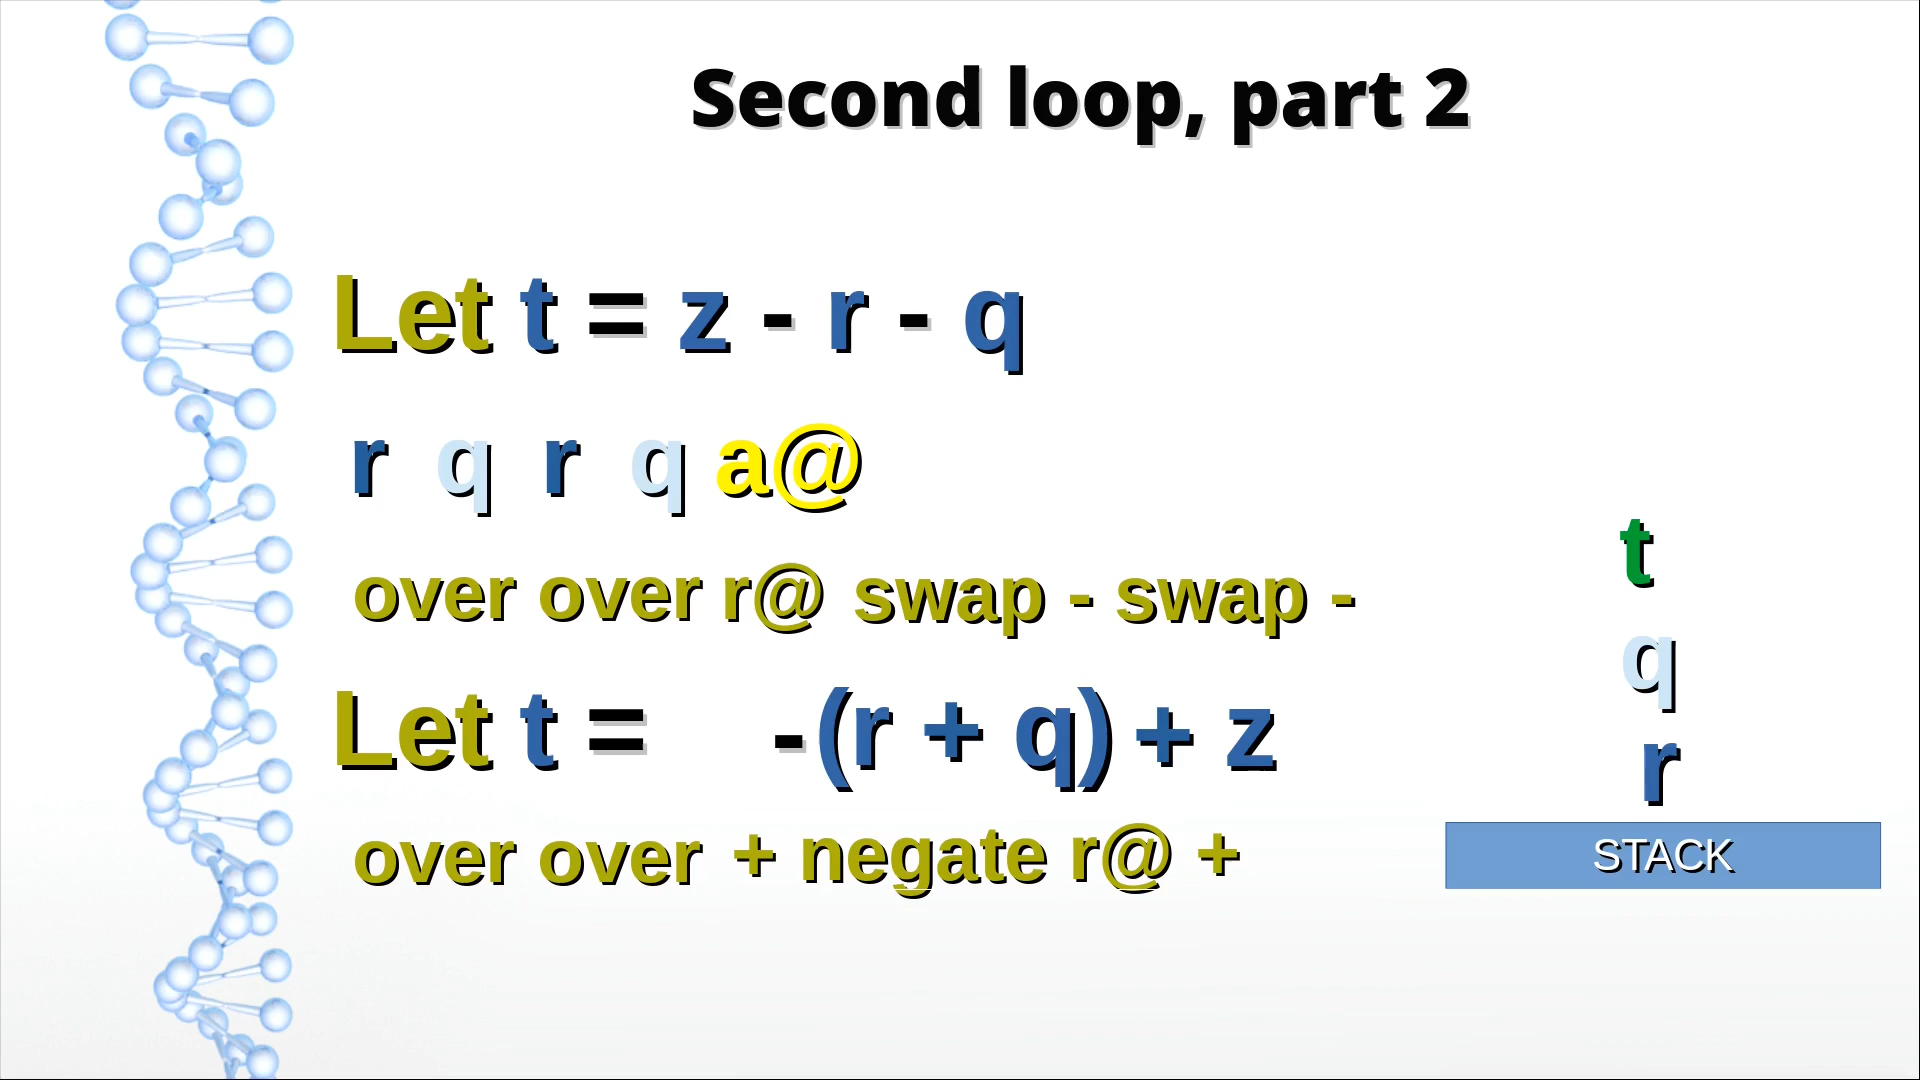 Second loop, part 2
Let t = z - r - q
r q r q a@
over over r@ swap - swap -
Let t = -(r + q) + z
over over + negate r@ +
t
q
r
STACK